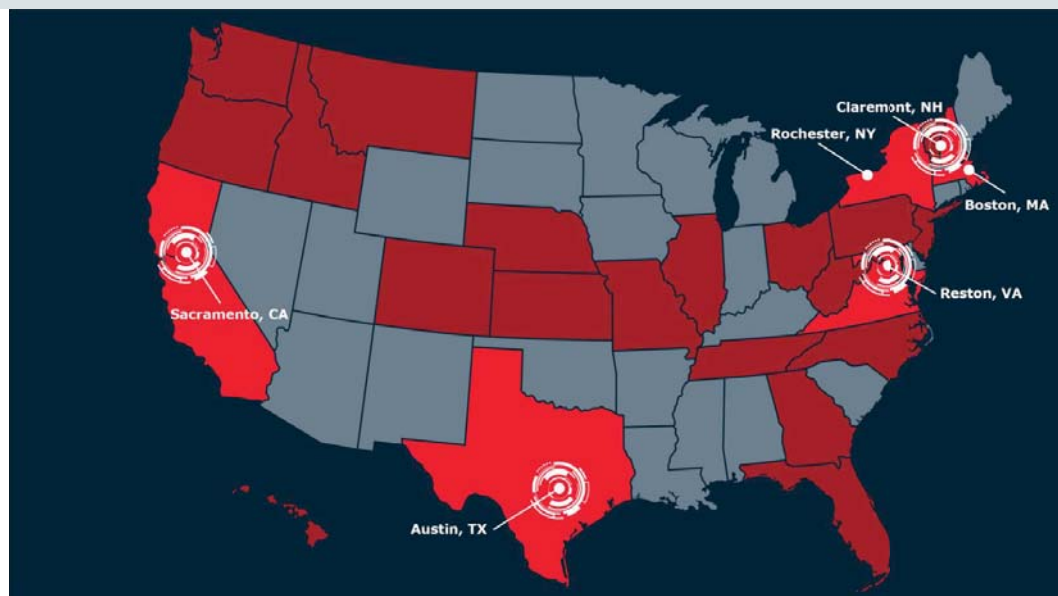 Claremont, NH
Rochester, NY
Boston, MA
Reston, VA
Sacramento, CA
Austin, TX